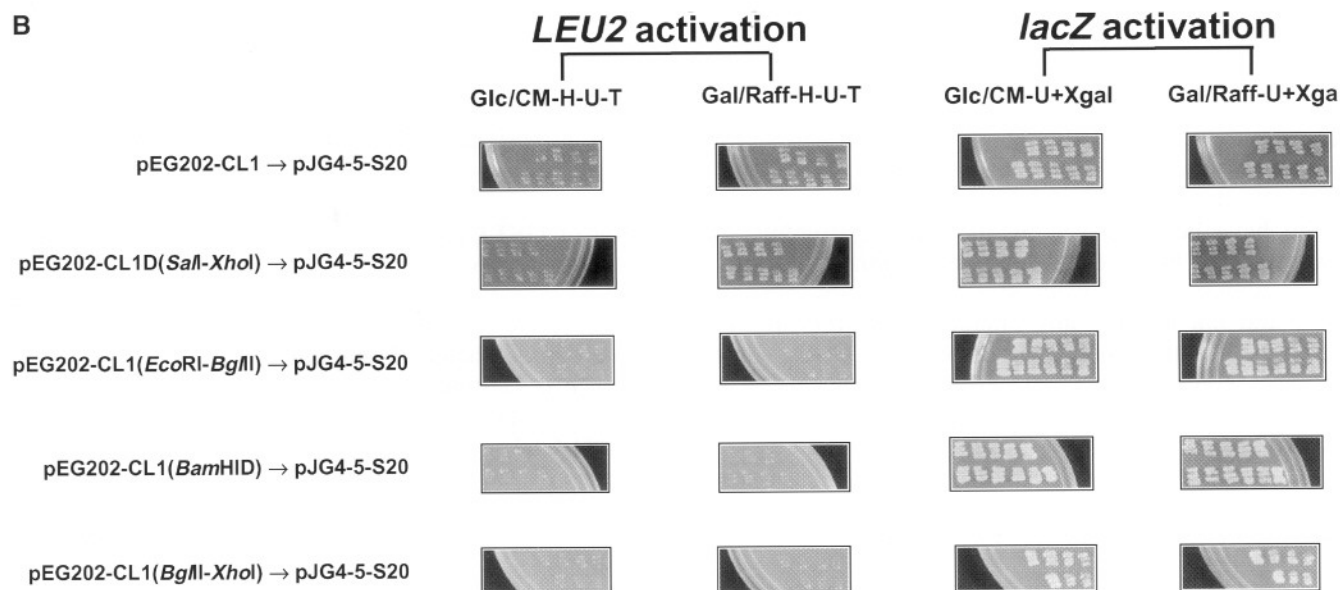 B
LEU2 activation
lacZ activation
Glc/CM-H-U-T
Gal/Raff-H-U-T
Glc/CM-U+Xgal
Gal/Raff-U+Xga
pEG202-CL1 → pJG4-5-S20
pEG202-CL1D(SalI-XhoI) → pJG4-5-S20
pEG202-CL1(EcoRI-BglII) → pJG4-5-S20
pEG202-CL1(BamHID) → pJG4-5-S20
pEG202-CL1(BglII-XhoI) → pJG4-5-S20